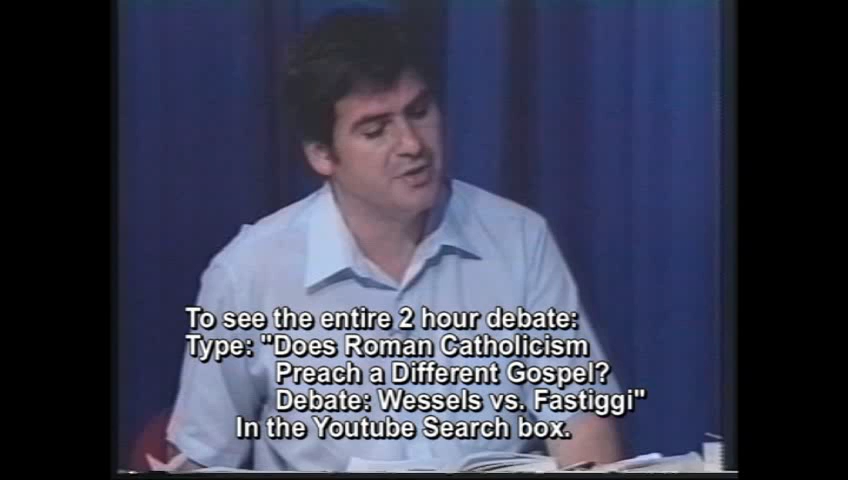 To see the entire 2 hour debate:
Type: "Does Roman Catholicism
Preach a Different Gospel?
Debate: Wessels vs. Fastiggi"
In the Youtube Search box.